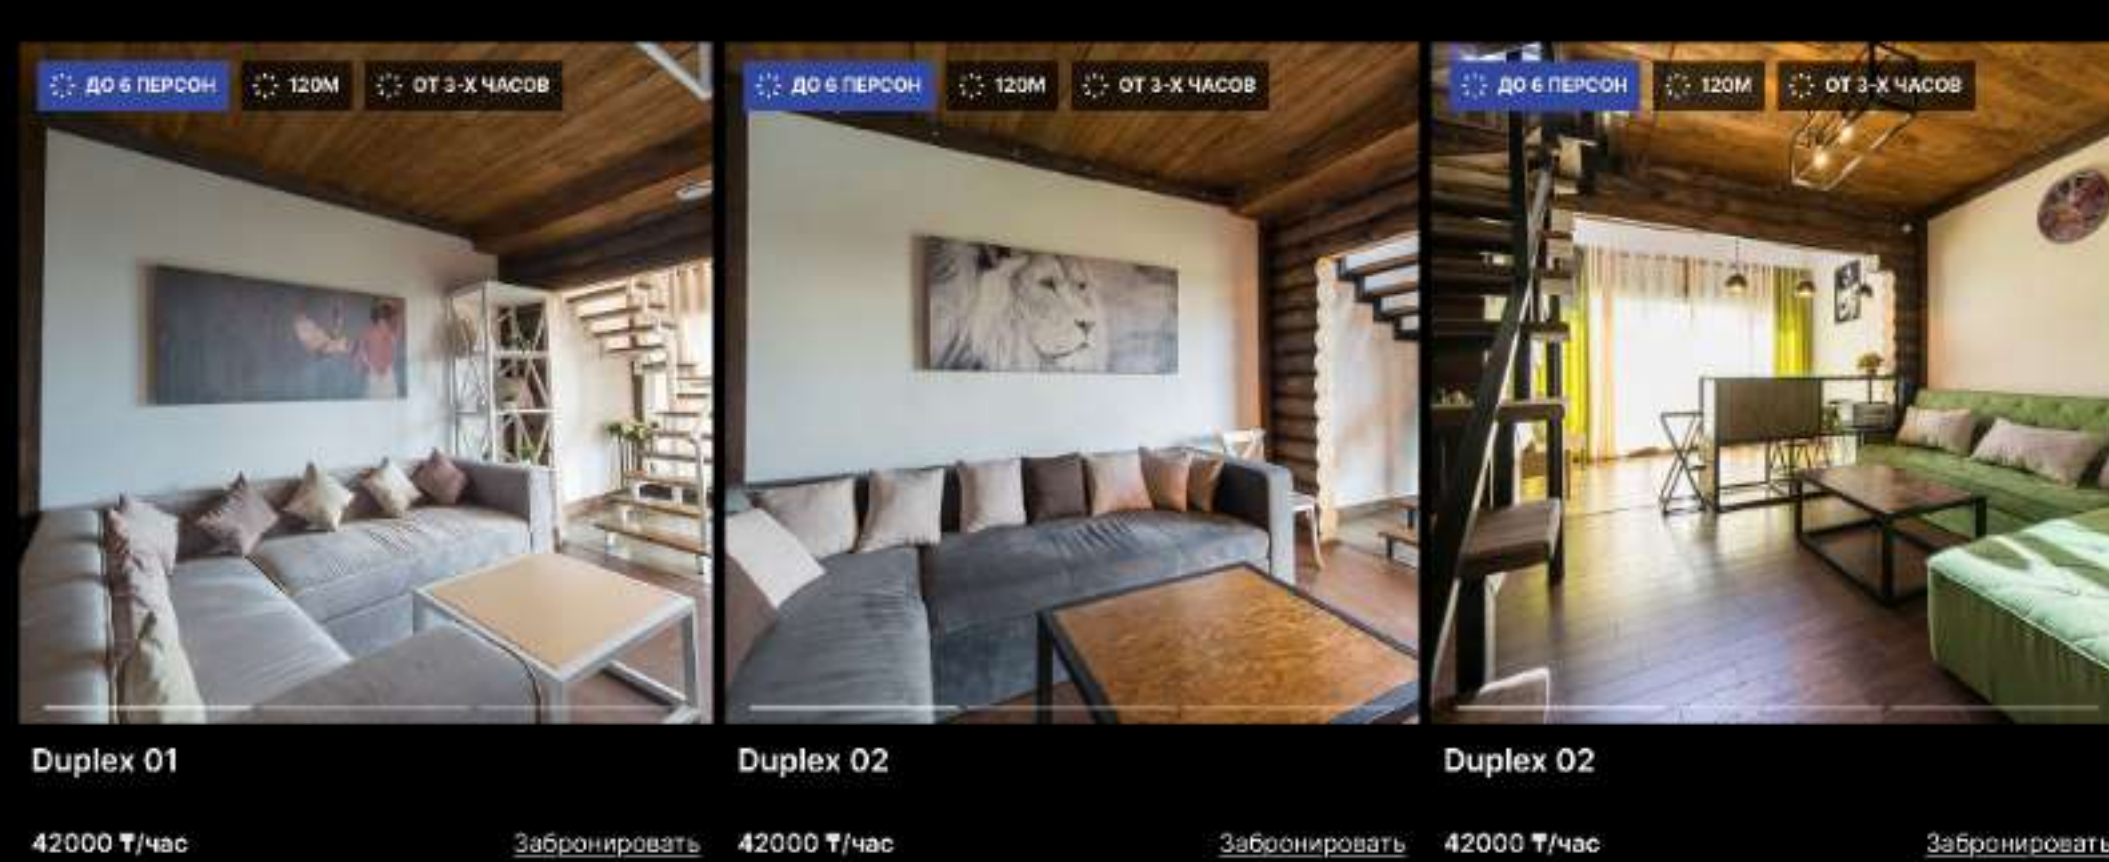 ДО 6 ПЕРСОН 120М ОТ 3-Х ЧАСОВ
ДО 6 ПЕРСОН 120М ОТ 3-Х ЧАСОВ
ДО 6 ПЕРСОН 120М ОТ 3-Х ЧАСОВ
Duplex 01
Duplex 02
Duplex 02
42000 ₸/час Забронировать
42000 ₸/час Забронировать
42000 ₸/час Забронировать